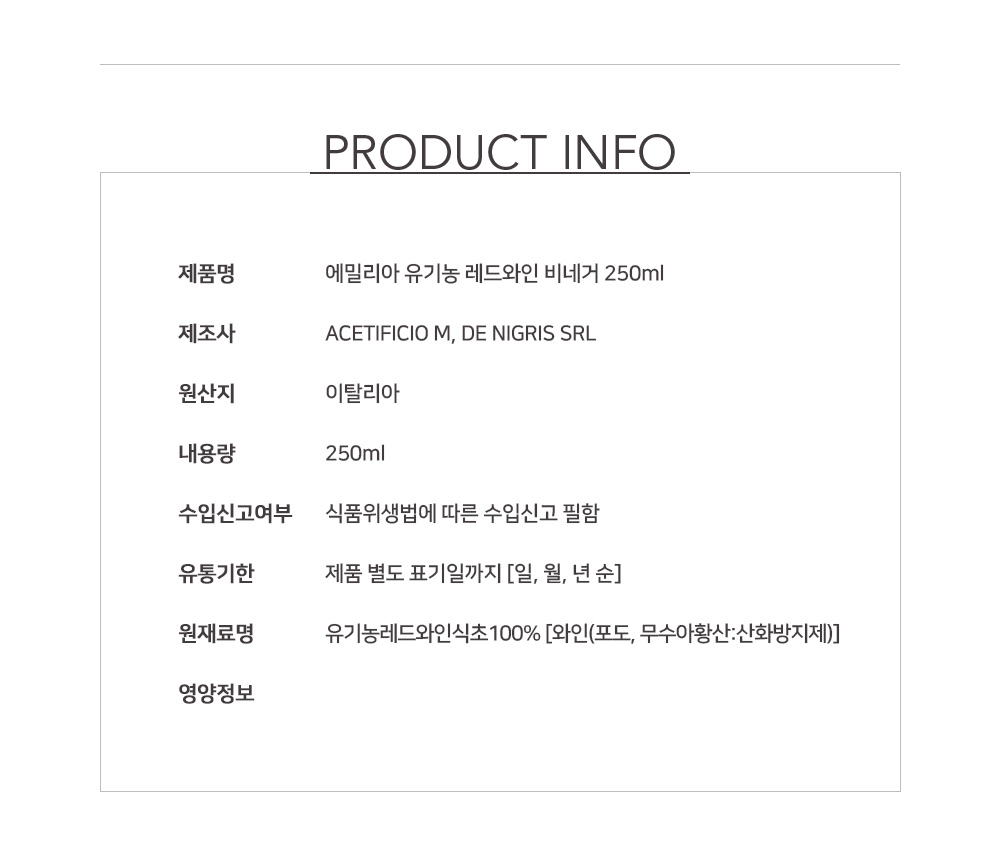 PRODUCT INFO
제품명 에밀리아 유기농 레드와인 비네거 250ml
제조사 ACETIFICIO M, DE NIGRIS SRL
원산지 이탈리아
내용량 250ml
수입신고여부 식품위생법에 따른 수입신고 필함
유통기한 제품 별도 표기일까지 [일, 월, 년 순]
원재료명 유기농레드와인식초100% [와인(포도, 무수아황산:산화방지제)]
영양정보